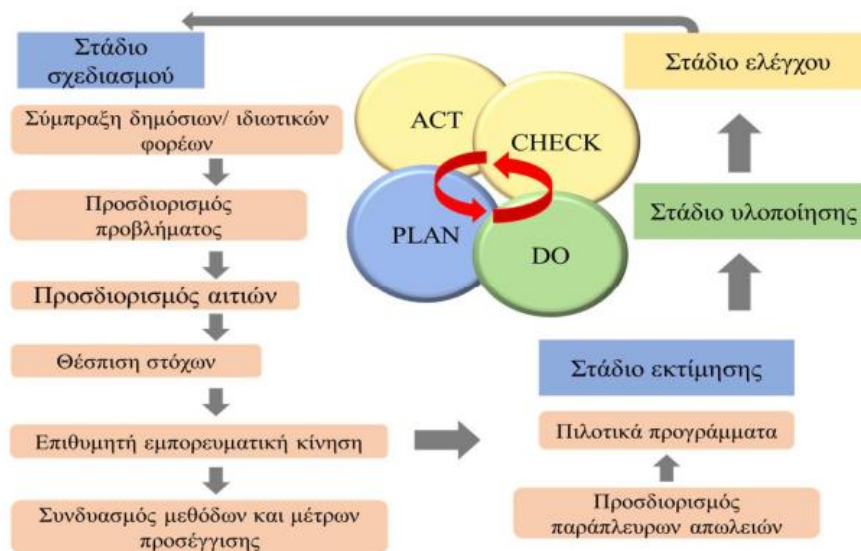 Στάδιο
σχεδιασμού
Σύμπραξη δημόσιων/ ιδιωτικών
φορέων
Προσδιορισμός
προβλήματος
Προσδιορισμός αιτιών
Θέσπιση στόχων
Επιθυμητή εμπορευματική κίνηση
Συνδυασμός μεθόδων και μέτρων
προσέγγισης
ACT
CHECK
PLAN
DO
Στάδιο ελέγχου
Στάδιο υλοποίησης
Στάδιο εκτίμησης
Πιλοτικά προγράμματα
Προσδιορισμός
παράπλευρων απωλειών